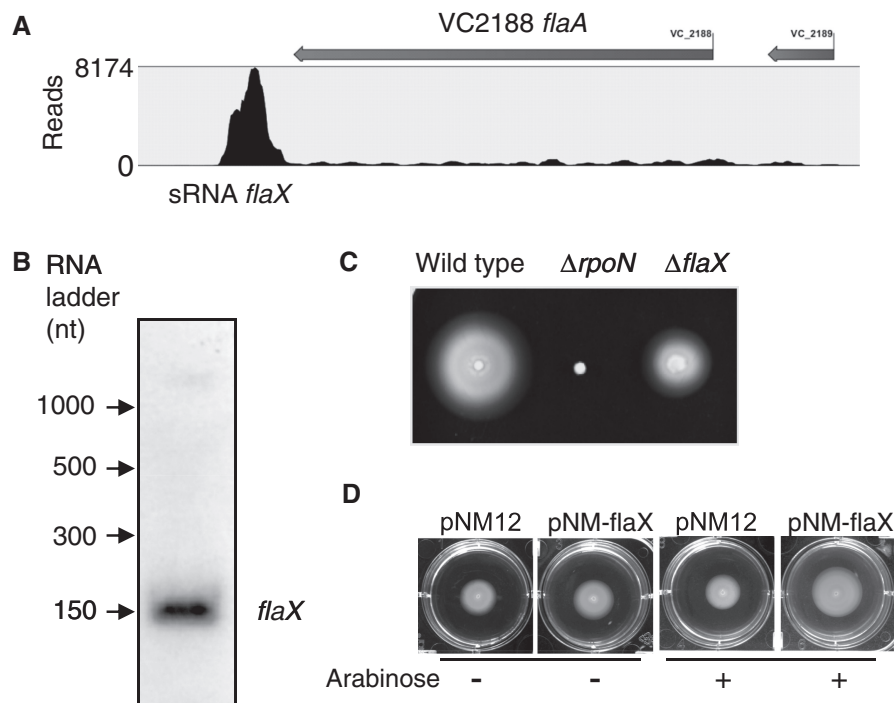 A
VC2188 flaA
VC_2188
VC_2189
8174
Reads
0
sRNA flaX
B
RNA
ladder
(nt)
1000
500
300
150
flaX
C
Wild type ΔrpoN ΔflaX
D
pNM12 pNM-flaX pNM12 pNM-flaX
Arabinose - - + +